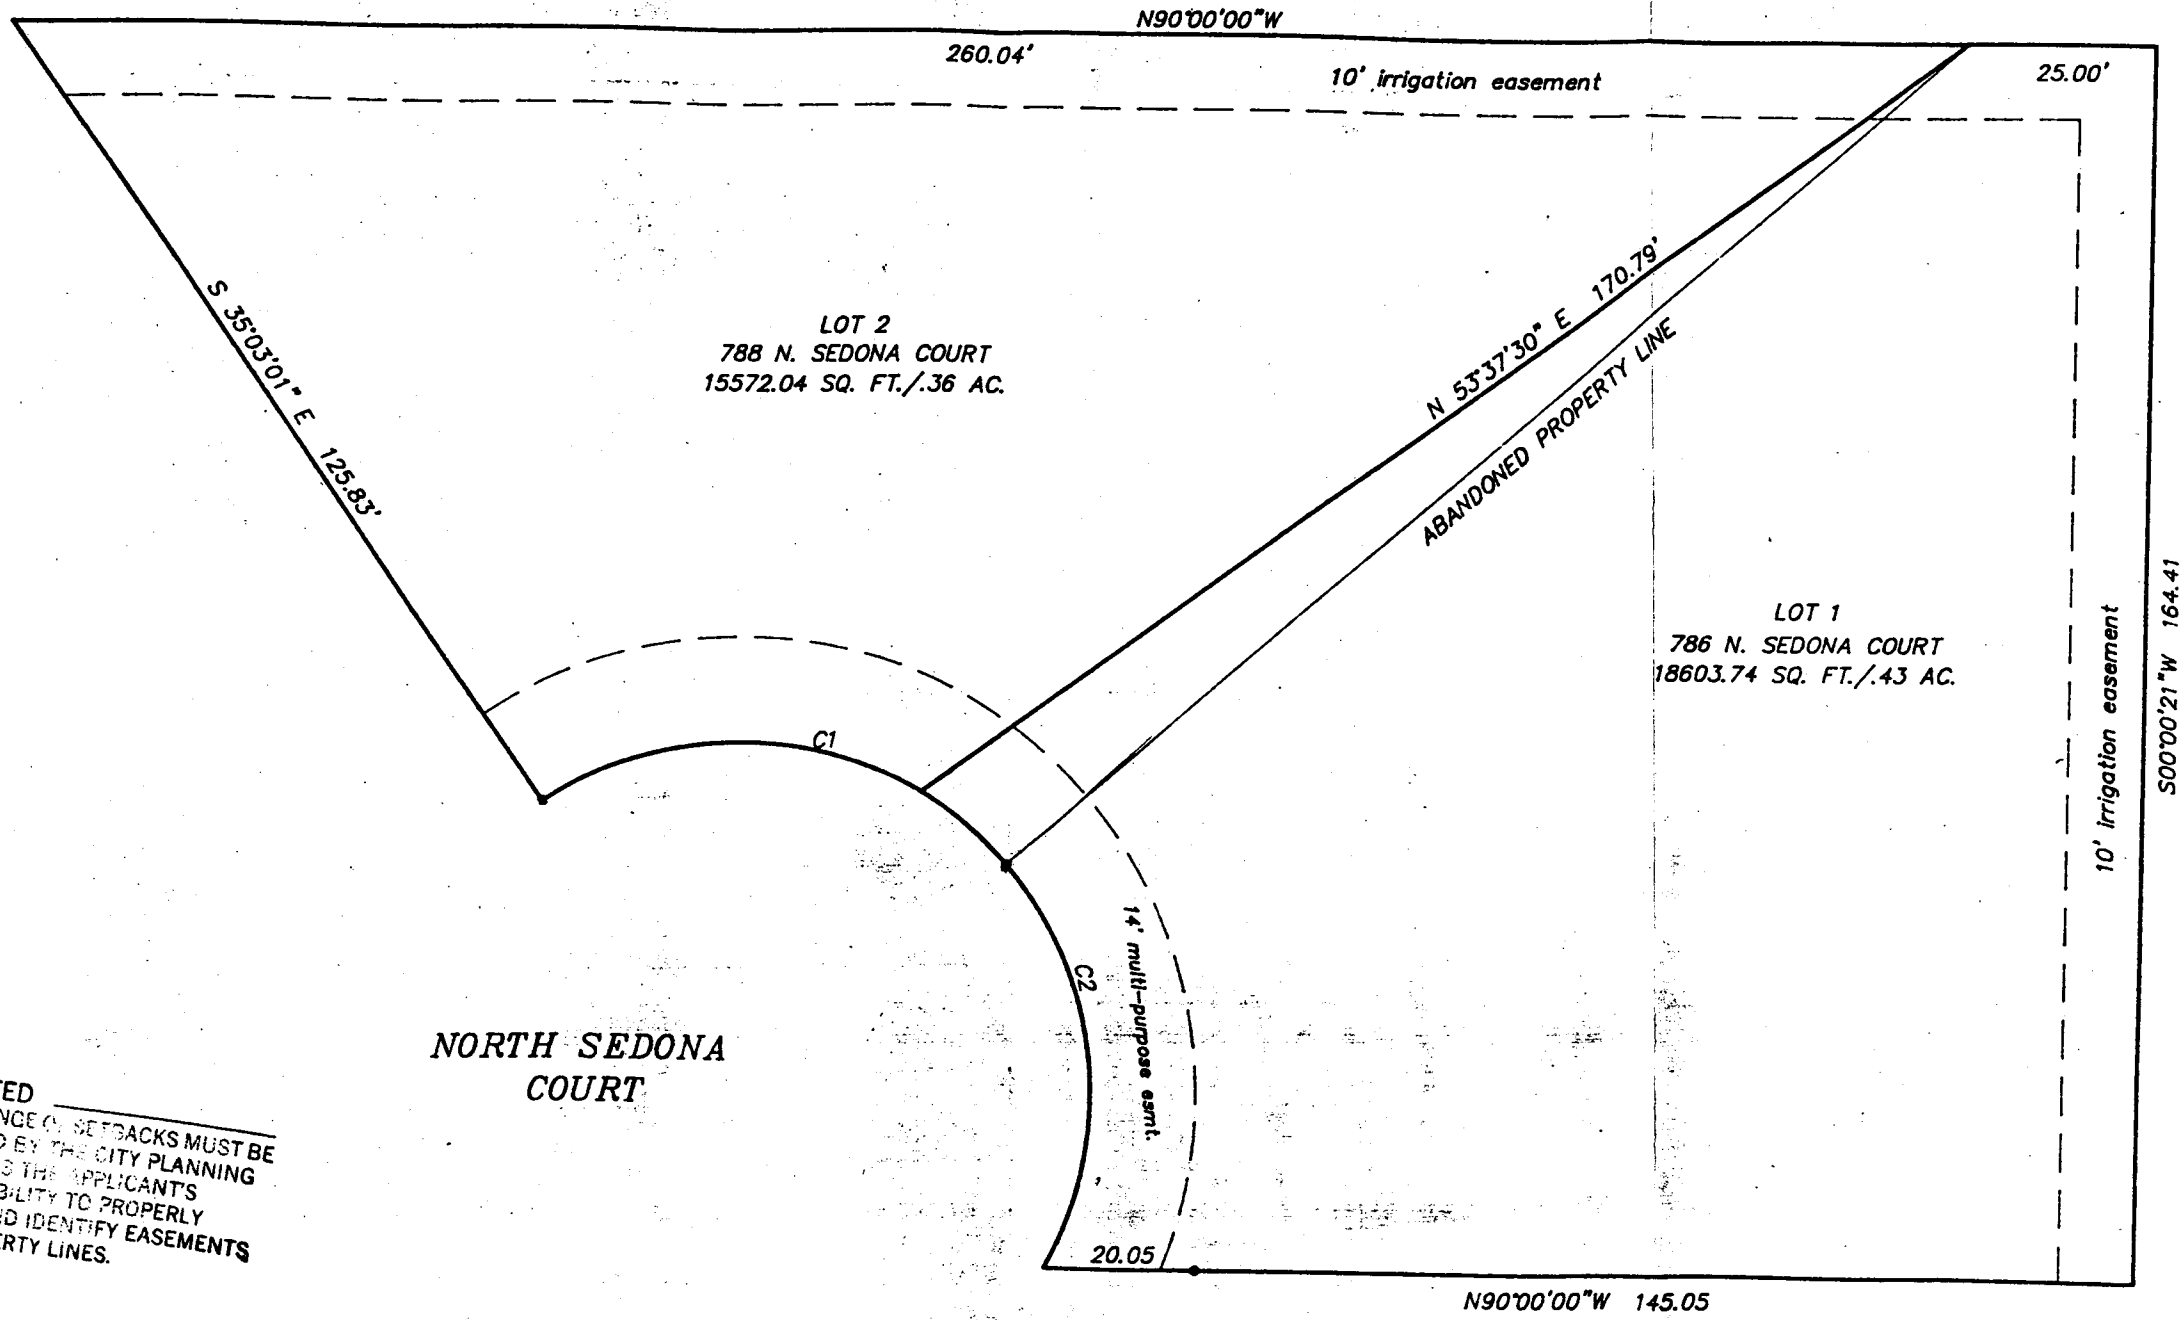 N90°00'00"W
260.04'
10' irrigation easement
25.00'
S 35°03'01" E 125.83'
LOT 2
788 N. SEDONA COURT
15572.04 SQ. FT./.36 AC.
N 53°37'30" E 170.79'
ABANDONED PROPERTY LINE
LOT 1
786 N. SEDONA COURT
18603.74 SQ. FT./.43 AC.
10' irrigation easement
S00°00'21"W 164.41
C1
C2
14' multi-purpose esmt.
NORTH SEDONA
COURT
SETBACKS MUST BE
BY THE CITY PLANNING
THE APPLICANT'S
TO PROPERLY
IDENTIFY EASEMENTS
LINES.
20.05
N90°00'00"W 145.05